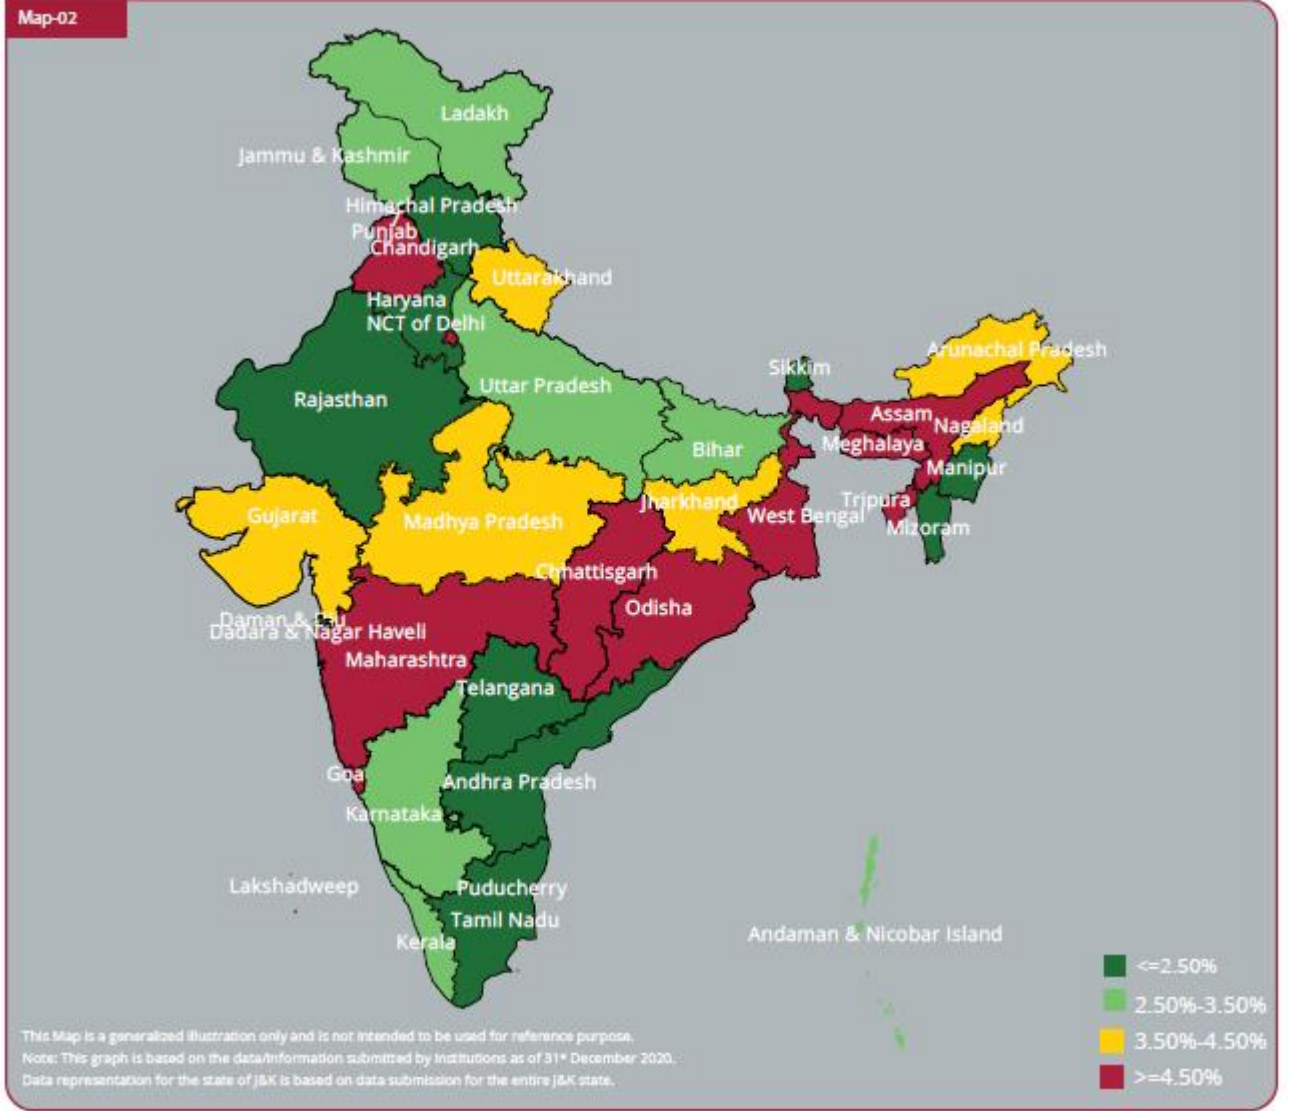 Map-02
Ladakh
Jammu & Kashmir
Himachal Pradesh
Punjab
Chandigarh
Uttarakhand
Haryana
NCT of Delhi
Arunachal Pradesh
Sikkim
Uttar Pradesh
Rajasthan
Assam
Nagaland
Meghalaya
Bihar
Manipur
Jharkhand
Tripura
West Bengal
Gujarat
Madhya Pradesh
Mizoram
Chhattisgarh
Odisha
Daman & Diu
Dadara & Nagar Haveli
Maharashtra
Telangana
Goa
Andhra Pradesh
Karnataka
Lakshadweep
Puducherry
Tamil Nadu
Kerala
Andaman & Nicobar Island
<=2.50%
2.50%-3.50%
3.50%-4.50%
>=4.50%
This Map is a generalized illustration only and is not intended to be used for reference purpose.
Note: This graph is based on the data/information submitted by institutions as of 31ˢᵗ December 2020.
Data representation for the state of J&K is based on data submission for the entire J&K state.